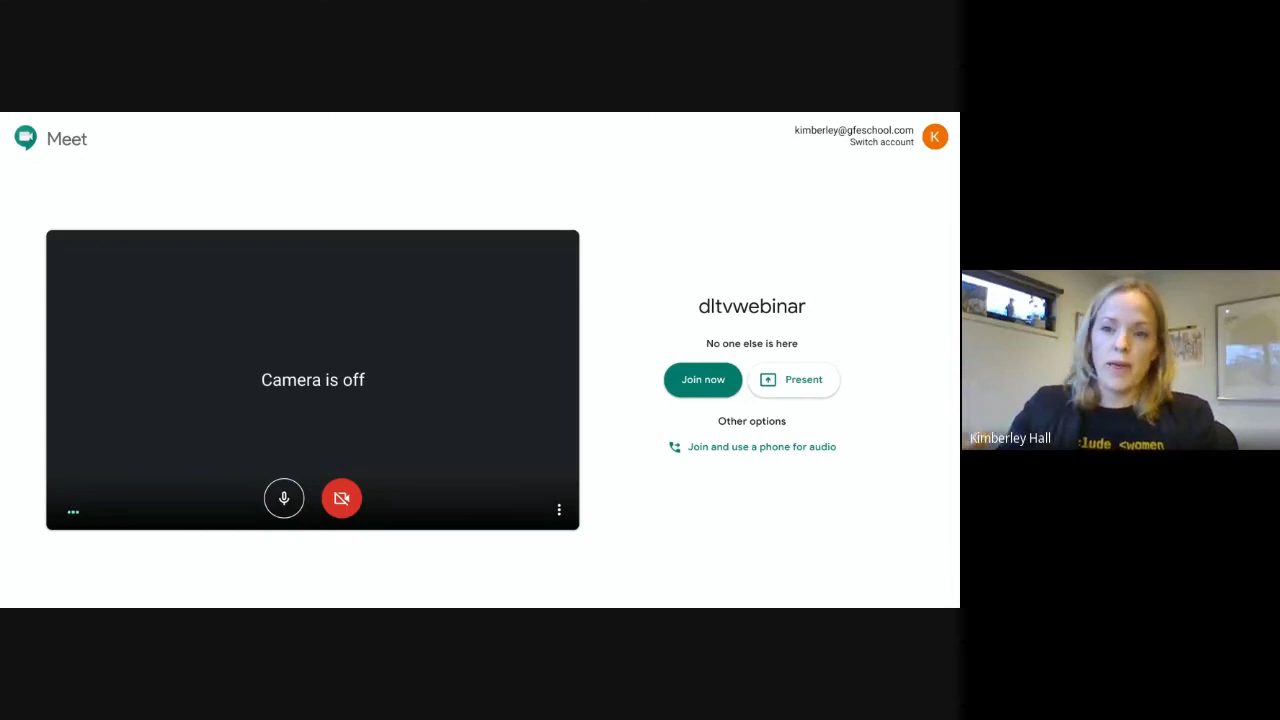 Meet
kimberley@gfeschool.com
Switch account
K
Camera is off
dltvwebinar
No one else is here
Join now
Present
Other options
Join and use a phone for audio
Kimberley Hall
clude <women